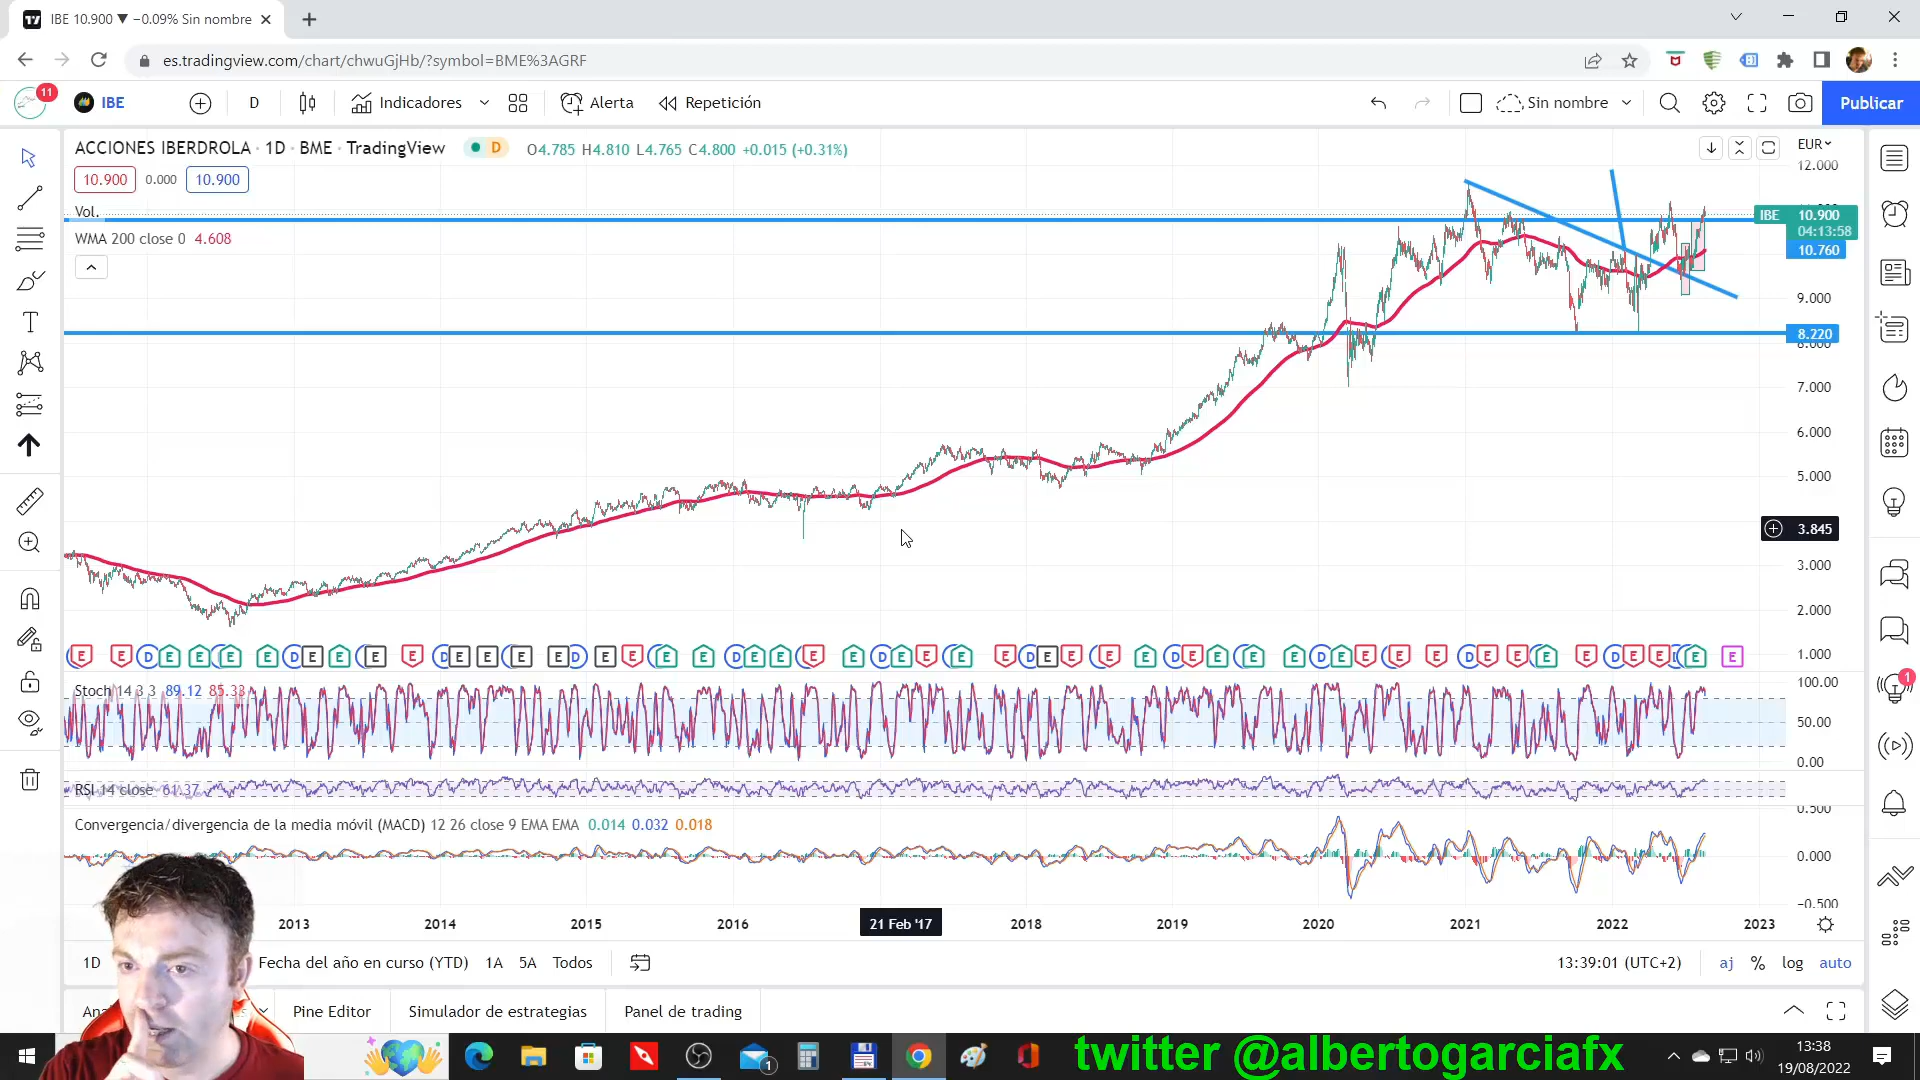 IBE 10.900 ▼ −0.09% Sin nombre
es.tradingview.com/chart/chwuGjHb/?symbol=BME%3AGRF
11
IBE
D
Indicadores
Alerta
Repetición
Sin nombre
Publicar
ACCIONES IBERDROLA · 1D · BME · TradingView
D
O4.785 H4.810 L4.765 C4.800 +0.015 (+0.31%)
EUR
10.900
0.000
10.900
Vol.
WMA 200 close 0 4.608
12.000
IBE 10.900
04:13:58
10.760
9.000
8.220
8.000
7.000
6.000
5.000
3.845
3.000
2.000
1.000
Stoch 14 3 3 89.12 85.33
100.00
50.00
0.00
RSI 14 close 61.37
Convergencia/divergencia de la media móvil (MACD) 12 26 close 9 EMA EMA 0.014 0.032 0.018
0.500
0.000
−0.500
2013
2014
2015
2016
21 Feb '17
2018
2019
2020
2021
2022
2023
1D
Fecha del año en curso (YTD)
1A
5A
Todos
13:39:01 (UTC+2)
aj
%
log
auto
Pine Editor
Simulador de estrategias
Panel de trading
1
1
twitter @albertogarciafx
13:38
19/08/2022